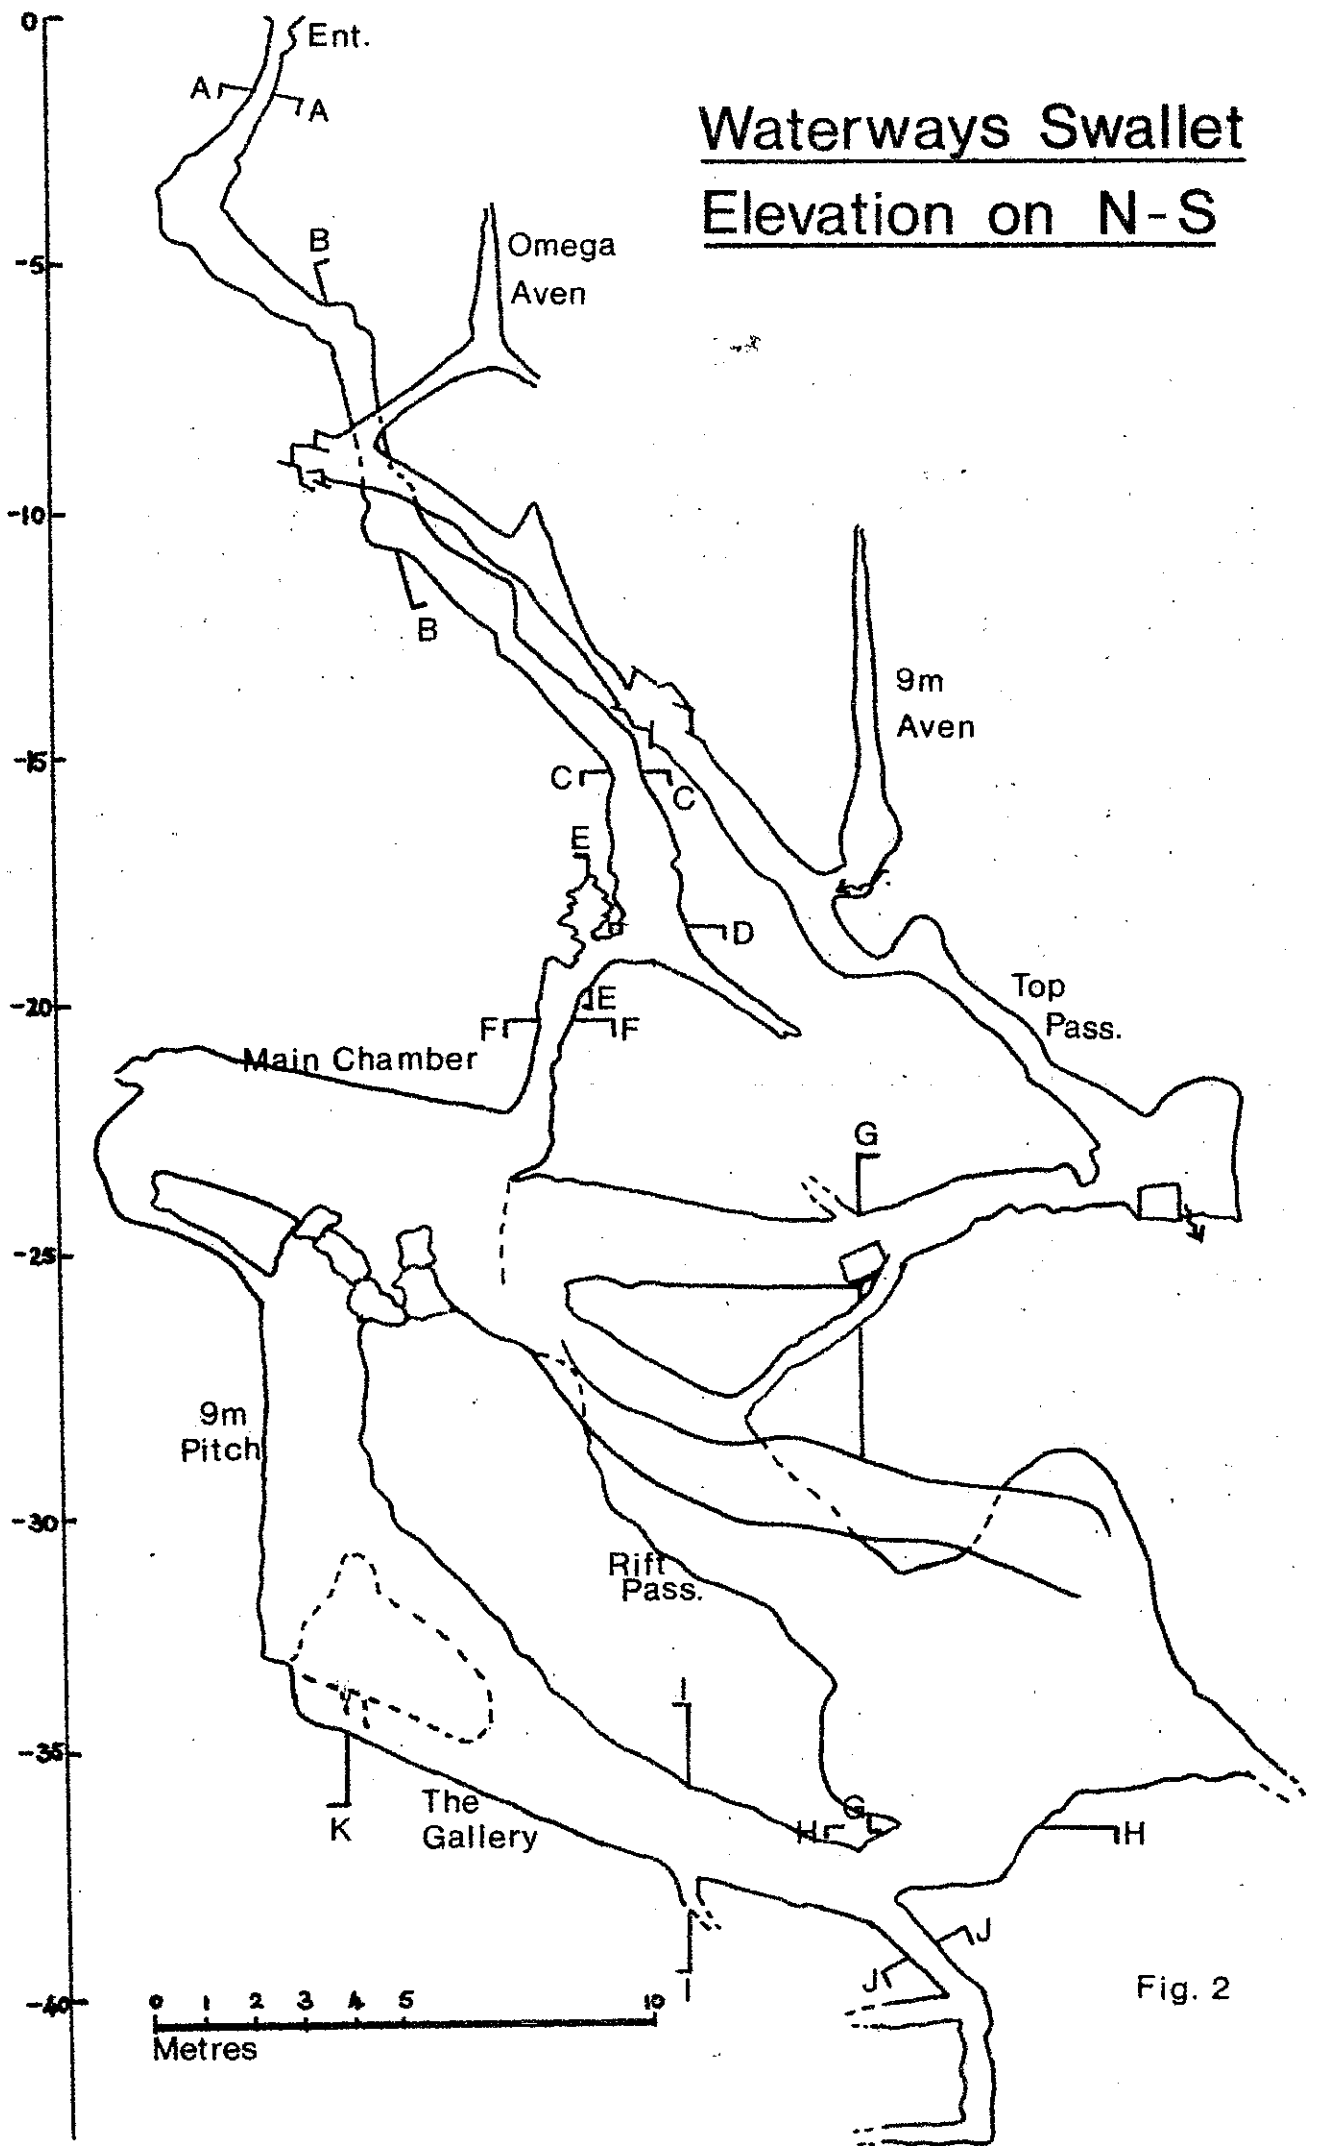 0
Ent.
A
A
Waterways Swallet
Elevation on N-S
B
Omega
Aven
-5
-10
B
9m
Aven
-15
C
C
E
D
Top
Pass.
-20
E
F
F
Main Chamber
G
-25
9m
Pitch
-30
Rift
Pass.
I
-35
The
Gallery
K
G
H
H
J
J
I
Fig. 2
-40
0 1 2 3 4 5 10
Metres